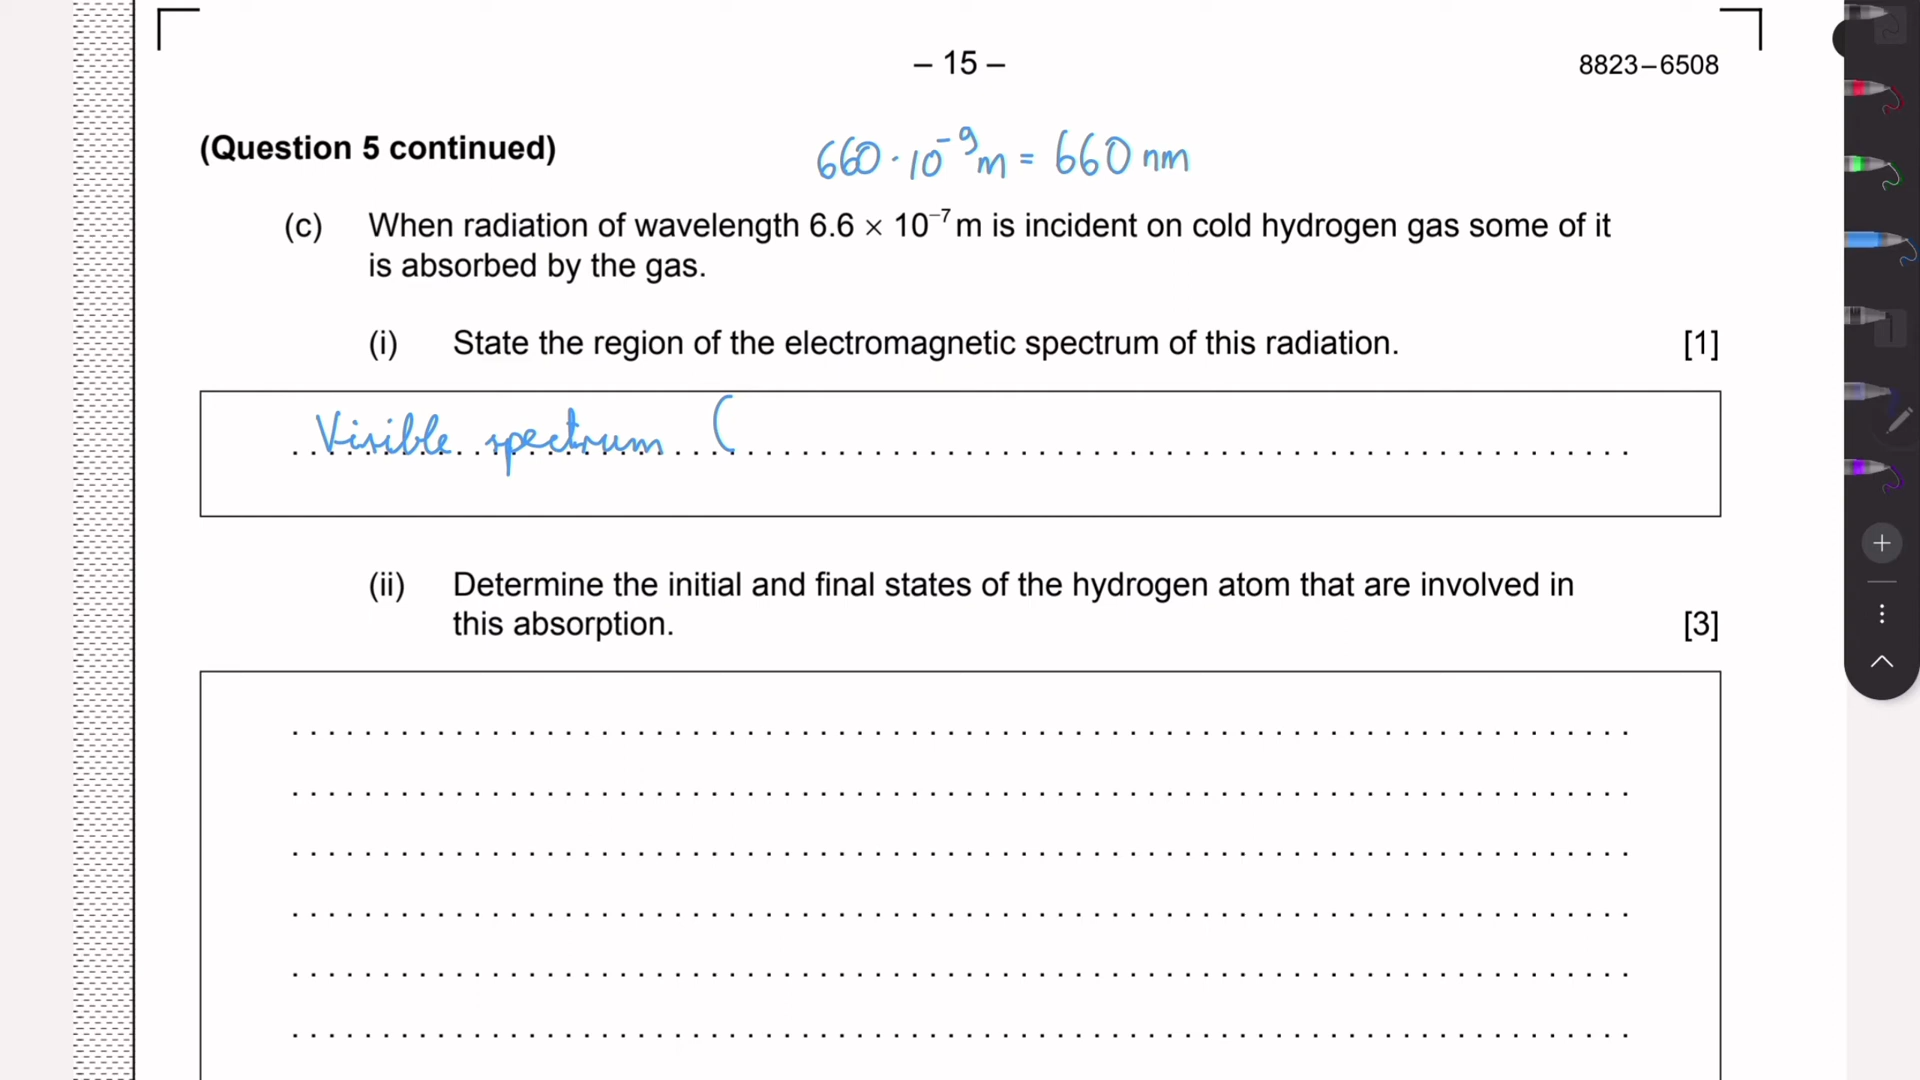 – 15 –
8823–6508
(Question 5 continued)
660 · 10⁻⁹ m = 660 nm
(c) When radiation of wavelength 6.6 × 10⁻⁷ m is incident on cold hydrogen gas some of it
is absorbed by the gas.
(i) State the region of the electromagnetic spectrum of this radiation. [1]
Visible spectrum (
(ii) Determine the initial and final states of the hydrogen atom that are involved in
this absorption. [3]